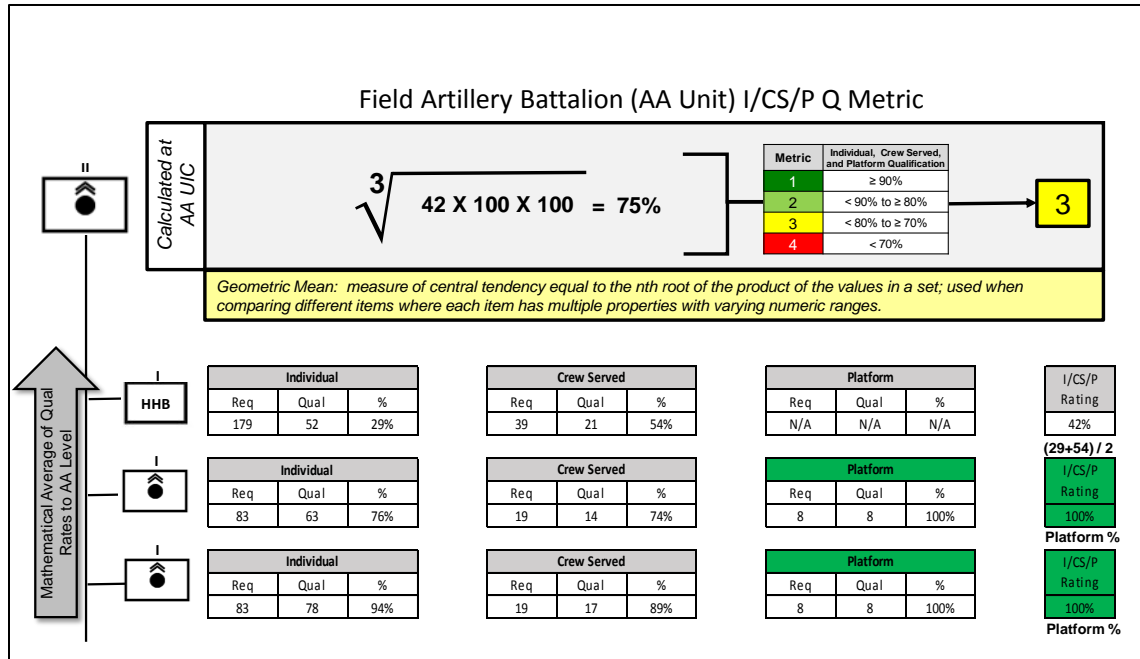 Field Artillery Battalion (AA Unit) I/CS/P Q Metric
Calculated at
AA UIC
II
3
42 X 100 X 100 = 75%
Metric Individual, Crew Served,
and Platform Qualification
1 ≥ 90%
2 < 90% to ≥ 80%
3 < 80% to ≥ 70%
4 < 70%
3
Geometric Mean: measure of central tendency equal to the nth root of the product of the values in a set; used when
comparing different items where each item has multiple properties with varying numeric ranges.
Mathematical Average of Qual
Rates to AA Level
I
HHB
Individual Crew Served Platform I/CS/P
Rating
Req Qual % Req Qual % Req Qual %
179 52 29% 39 21 54% N/A N/A N/A 42%
(29+54) / 2
I
Individual Crew Served Platform I/CS/P
Rating
Req Qual % Req Qual % Req Qual %
83 63 76% 19 14 74% 8 8 100% 100%
Platform %
I
Individual Crew Served Platform I/CS/P
Rating
Req Qual % Req Qual % Req Qual %
83 78 94% 19 17 89% 8 8 100% 100%
Platform %